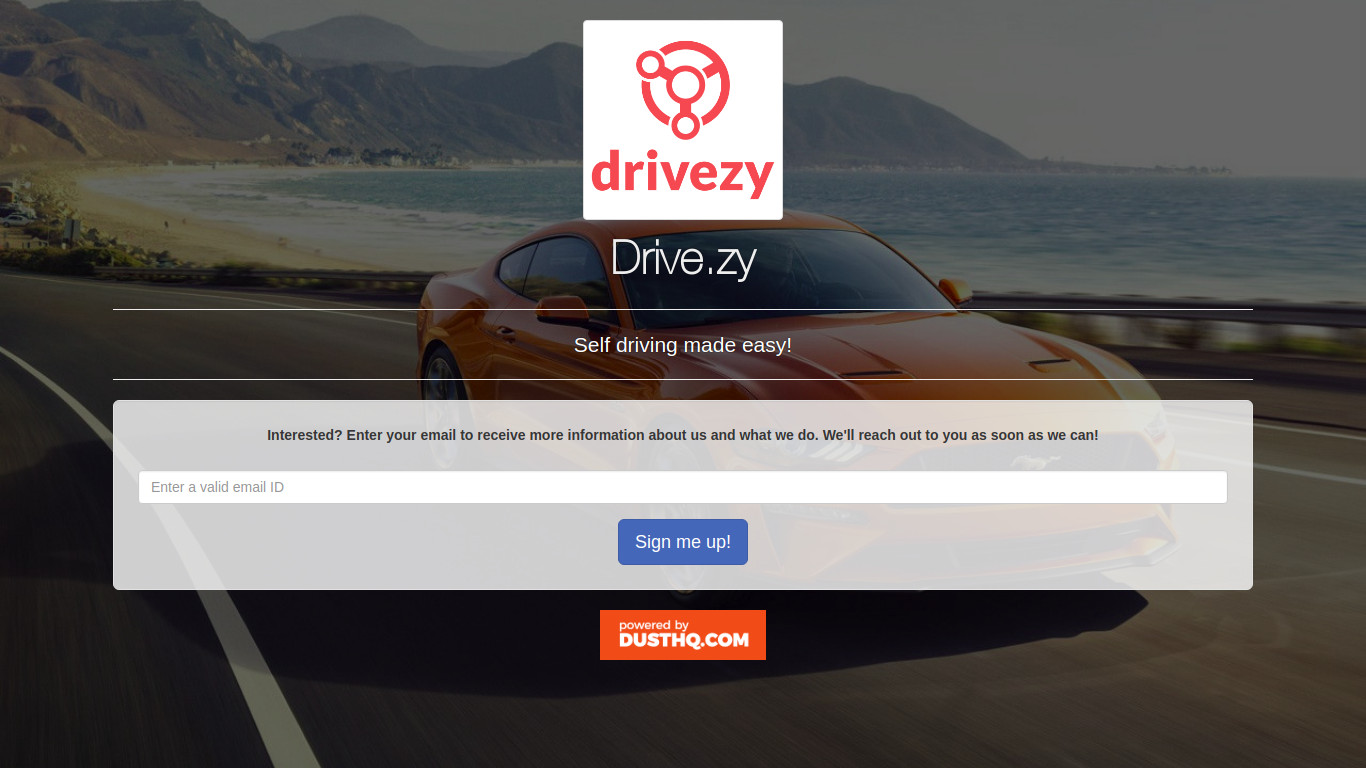 drivezy
Drive.zy
Self driving made easy!
Interested? Enter your email to receive more information about us and what we do. We'll reach out to you as soon as we can!
Enter a valid email ID
Sign me up!
powered by
DUSTHQ.COM